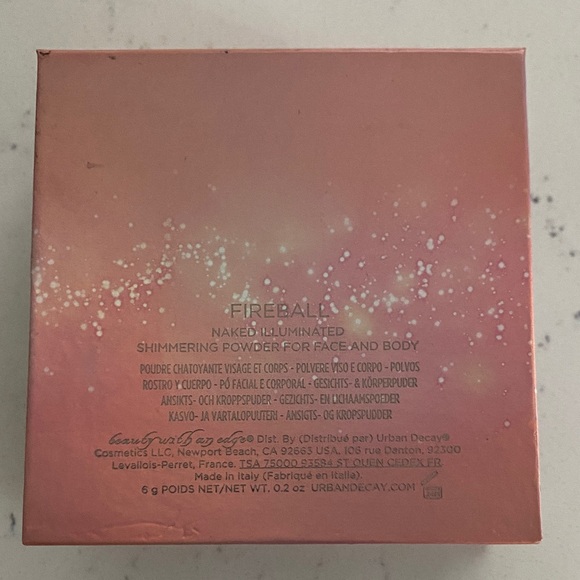 FIREBALL
NAKED ILLUMINATED
SHIMMERING POWDER FOR FACE AND BODY
POUDRE CHATOYANTE VISAGE ET CORPS - POLVERE VISO E CORPO - POLVOS
ROSTRO Y CUERPO - PÓ FACIAL E CORPORAL - GESICHTS- & KÖRPERPUDER
ANSIKTS- OCH KROPPSPUDER - GEZICHTS- EN LICHAAMSPOEDER
KASVO- JA VARTALOPUUTERI - ANSIGTS- OG KROPSPUDDER
beauty with an edge® Dist. By (Distribué par) Urban Decay®
Cosmetics LLC, Newport Beach, CA 92663 USA, 106 rue Danton, 92300
Levallois-Perret, France. TSA 75000 93584 ST OUEN CEDEX FR
Made in Italy (Fabriqué en Italie).
6 g POIDS NET/NET WT. 0.2 oz URBANDECAY.COM